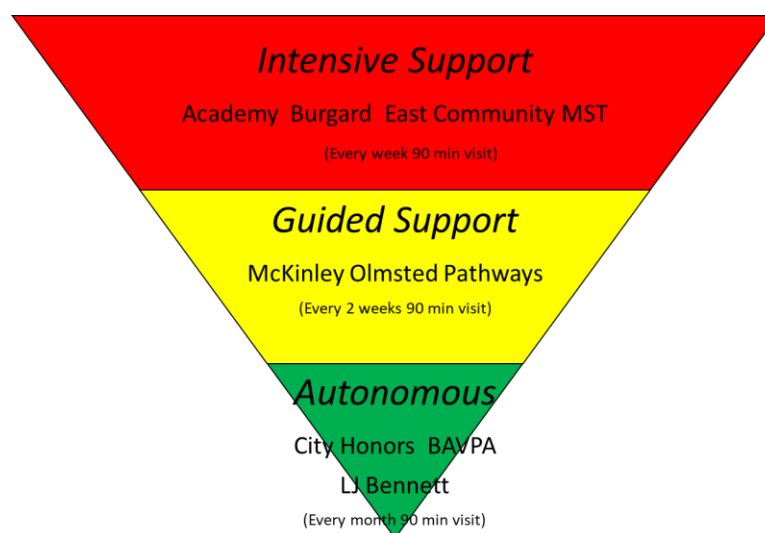 Intensive Support
Academy  Burgard  East Community MST
(Every week 90 min visit)
Guided Support
McKinley Olmsted Pathways
(Every 2 weeks 90 min visit)
Autonomous
City Honors  BAVPA
LJ Bennett
(Every month 90 min visit)